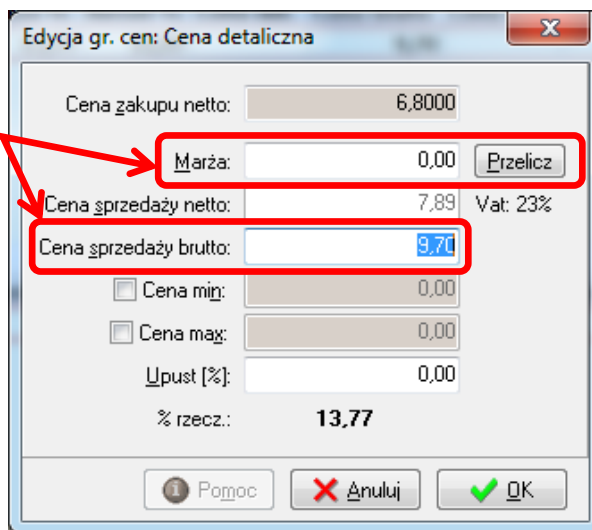 Edycja gr. cen: Cena detaliczna
Cena zakupu netto: 6,8000
Marża: 0,00 Przelicz
Cena sprzedaży netto: 7,89 Vat: 23%
Cena sprzedaży brutto: 9,70
Cena min: 0,00
Cena max: 0,00
Upust [%]: 0,00
% rzecz.: 13,77
Pomoc Anuluj OK